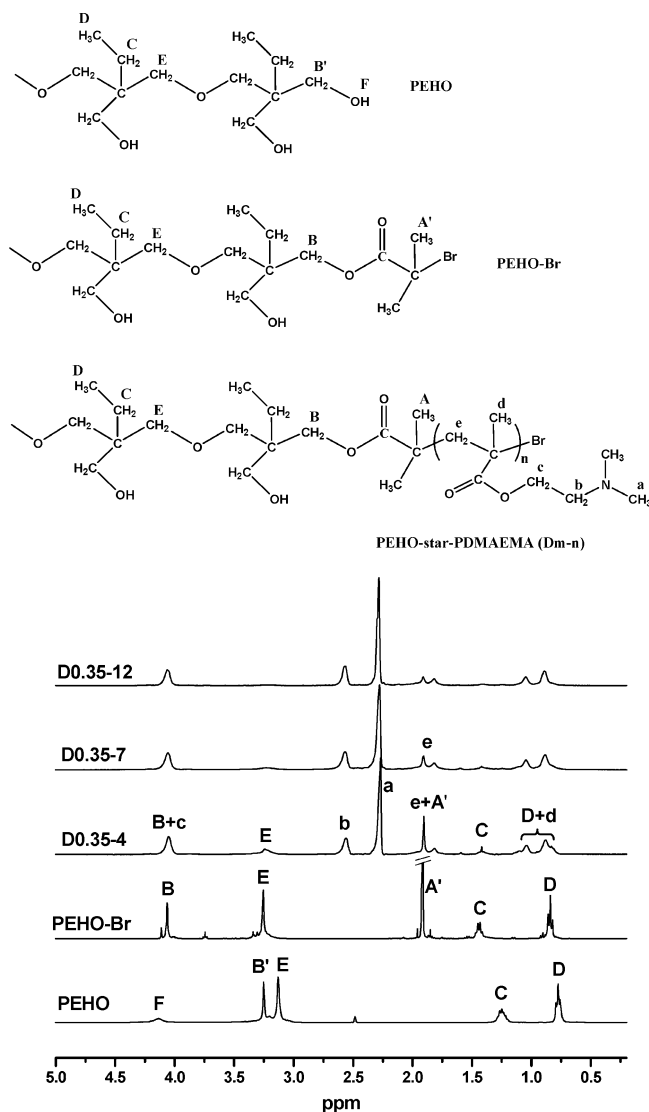 D
H₃C
C
CH₂
CH₂
E
CH₂
O
C
H₂C
OH
O
H₃C
CH₂
CH₂
C
B'
CH₂
F
OH
H₂C
OH
PEHO
D
H₃C
C
CH₂
CH₂
E
CH₂
O
C
H₂C
OH
O
H₃C
CH₂
CH₂
C
B
CH₂
H₂C
OH
O
O
C
A'
CH₃
C
Br
CH₃
PEHO-Br
D
H₃C
C
CH₂
CH₂
E
CH₂
O
C
H₂C
OH
O
H₃C
CH₂
CH₂
C
B
CH₂
H₂C
OH
O
O
C
A
CH₃
C
CH₃
e
CH₂
d
CH₃
C
Br
n
O
C
O
c
CH₂
b
CH₂
N
CH₃
a
CH₃
PEHO-star-PDMAEMA (Dm-n)
D0.35-12
D0.35-7
e
D0.35-4
B+c
E
b
a
e+A'
C
D+d
PEHO-Br
B
E
A'
C
D
PEHO
F
B'
E
C
D
5.0 4.5 4.0 3.5 3.0 2.5 2.0 1.5 1.0 0.5
ppm